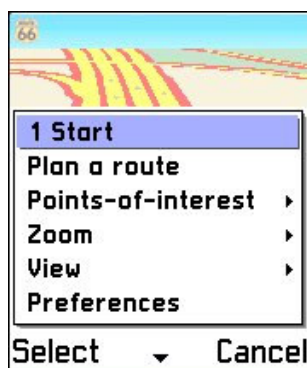 66
1 Start
Plan a route
Points-of-interest
Zoom
View
Preferences
Select Cancel